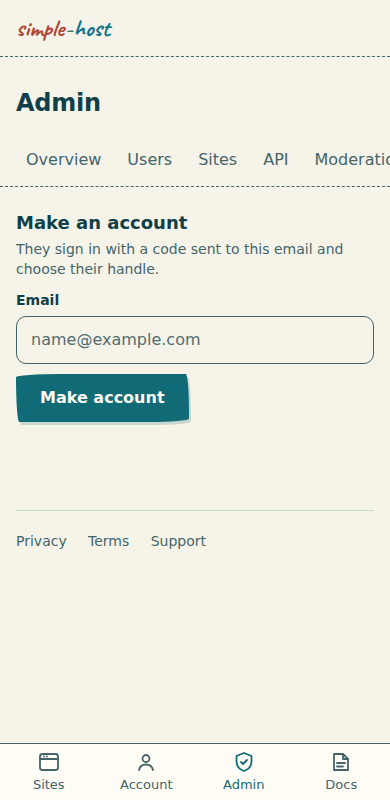 simple-host
Admin
Overview Users Sites API Moderatic
Make an account
They sign in with a code sent to this email and
choose their handle.
Email
name@example.com
Make account
Privacy Terms Support
Sites Account Admin Docs